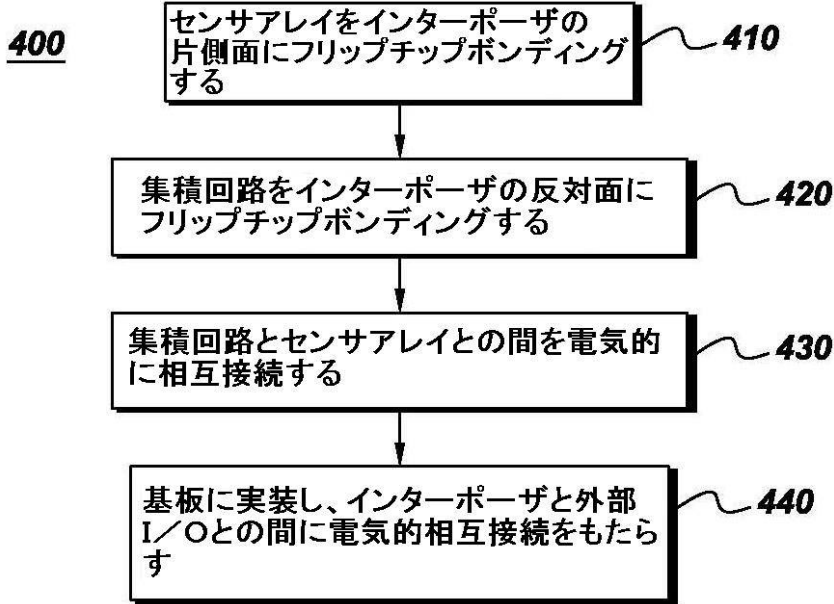 400
センサアレイをインターポーザの
片側面にフリップチップボンディング
する
410
集積回路をインターポーザの反対面に
フリップチップボンディングする
420
集積回路とセンサアレイとの間を電気的
に相互接続する
430
基板に実装し、インターポーザと外部
I／Oとの間に電気的相互接続をもたら
す
440